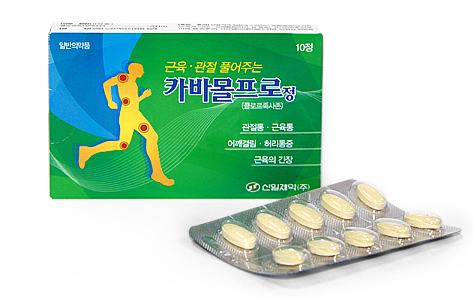 일반의약품
10정
근육·관절 풀어주는
카바몰프로정
(클로르족사존)
관절통·근육통
어깨결림·허리통증
근육의 긴장
신일제약(주)